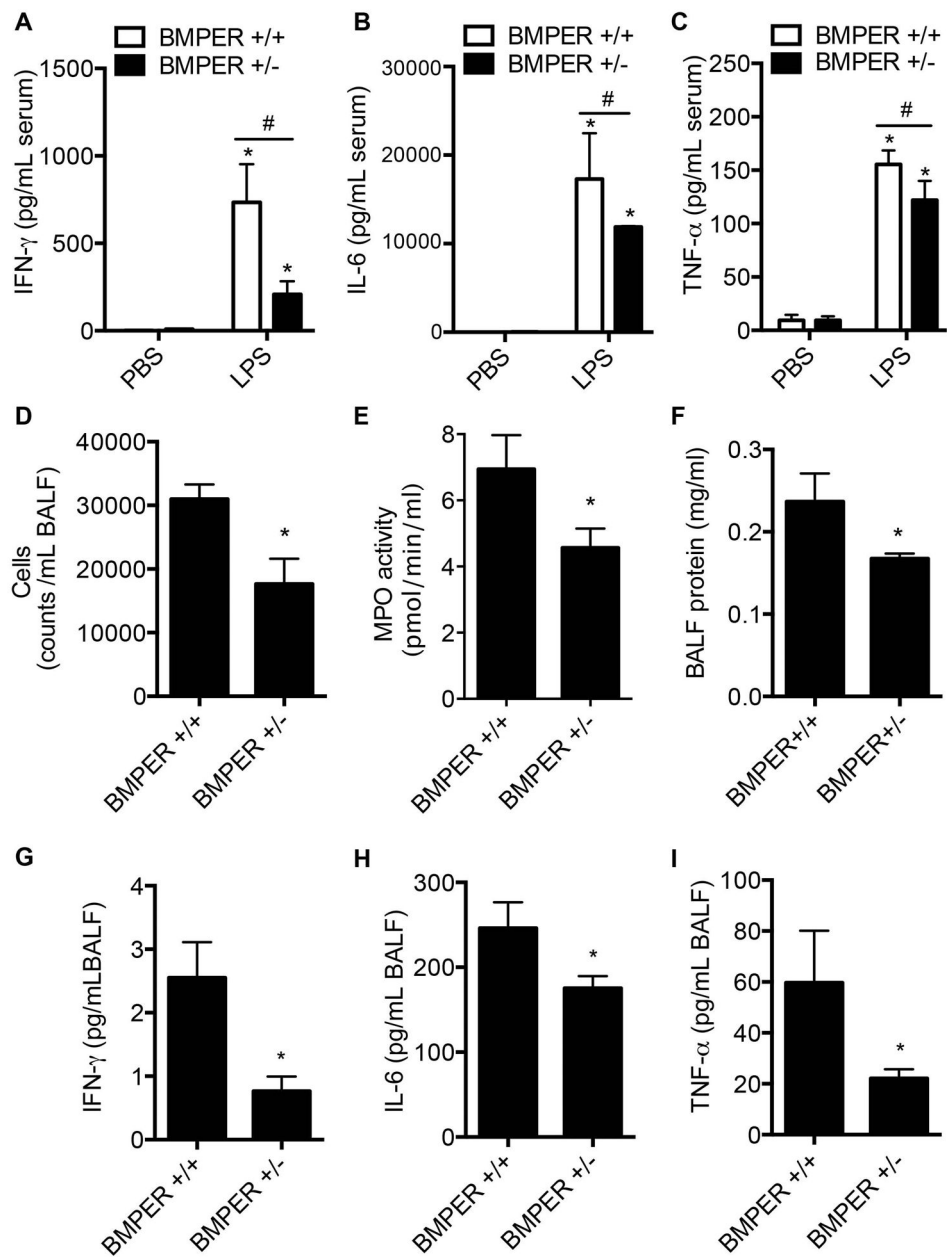 A
BMPER +/+
BMPER +/-
IFN-γ (pg/mL serum)
1500
1000
500
0
#
*
*
PBS
LPS
B
BMPER +/+
BMPER +/-
IL-6 (pg/mL serum)
30000
20000
10000
0
#
*
*
PBS
LPS
C
BMPER +/+
BMPER +/-
TNF-α (pg/mL serum)
250
200
150
100
50
0
#
*
*
PBS
LPS
D
Cells
(counts /mL BALF)
40000
30000
20000
10000
0
*
BMPER +/+
BMPER +/-
E
MPO activity
(pmol/min/ml)
8
6
4
2
0
*
BMPER +/+
BMPER +/-
F
BALF protein (mg/ml)
0.3
0.2
0.1
0.0
*
BMPER+/+
BMPER+/-
G
IFN-γ (pg/mLBALF)
4
3
2
1
0
*
BMPER +/+
BMPER +/-
H
IL-6 (pg/mL BALF)
300
200
100
0
*
BMPER +/+
BMPER +/-
I
TNF-α (pg/mL BALF)
100
80
60
40
20
0
*
BMPER +/+
BMPER +/-